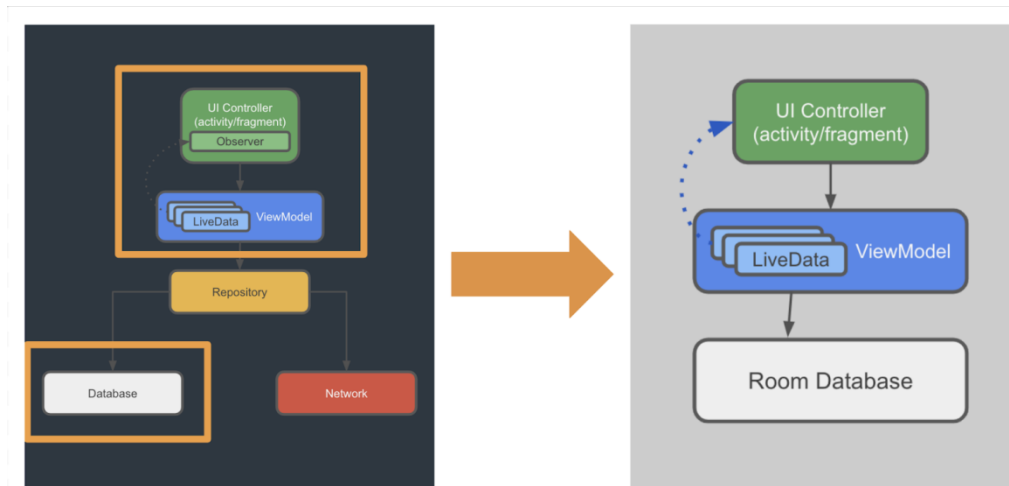 UI Controller
(activity/fragment)
Observer
LiveData
ViewModel
Repository
Database
Network
UI Controller
(activity/fragment)
LiveData
ViewModel
Room Database